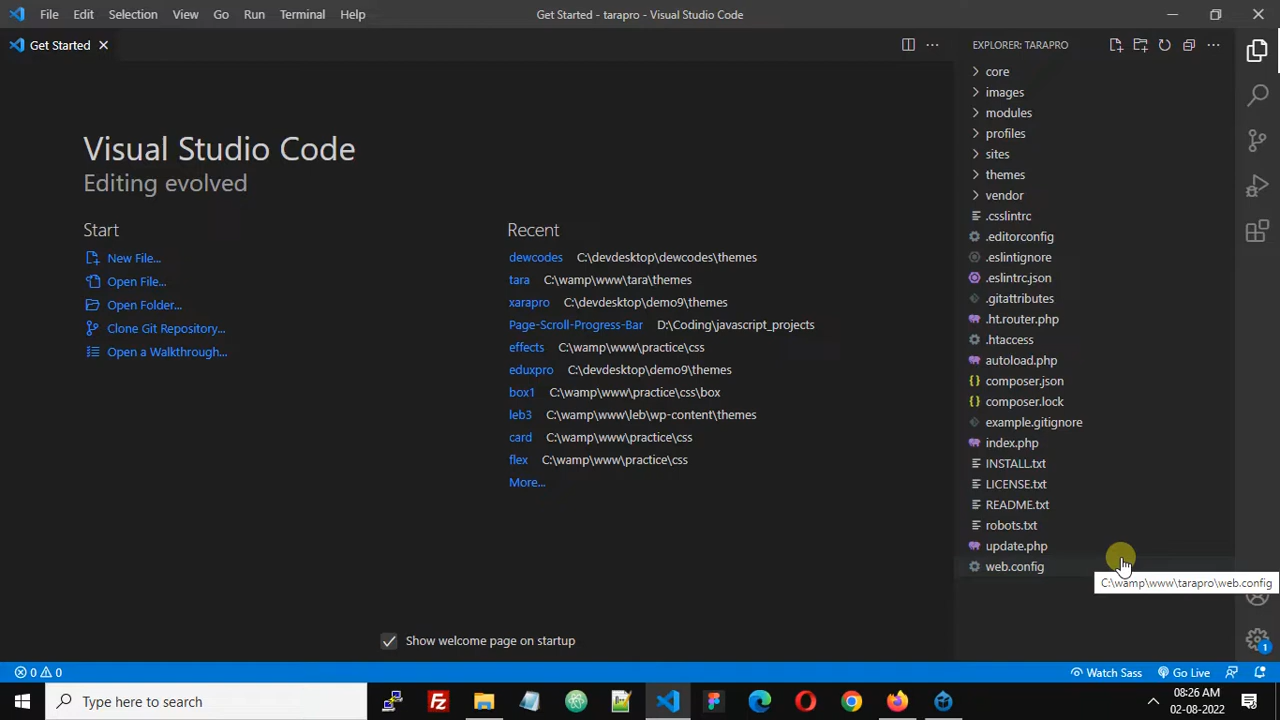 File Edit Selection View Go Run Terminal Help
Get Started - tarapro - Visual Studio Code
Get Started
EXPLORER: TARAPRO
Visual Studio Code
Editing evolved
Start
New File...
Open File...
Open Folder...
Clone Git Repository...
Open a Walkthrough...
Recent
dewcodes C:\devdesktop\dewcodes\themes
tara C:\wamp\www\tara\themes
xarapro C:\devdesktop\demo9\themes
Page-Scroll-Progress-Bar D:\Coding\javascript_projects
effects C:\wamp\www\practice\css
eduxpro C:\devdesktop\demo9\themes
box1 C:\wamp\www\practice\css\box
leb3 C:\wamp\www\leb\wp-content\themes
card C:\wamp\www\practice\css
flex C:\wamp\www\practice\css
More...
Show welcome page on startup
core
images
modules
profiles
sites
themes
vendor
.csslintrc
.editorconfig
.eslintignore
.eslintrc.json
.gitattributes
.ht.router.php
.htaccess
autoload.php
composer.json
composer.lock
example.gitignore
index.php
INSTALL.txt
LICENSE.txt
README.txt
robots.txt
update.php
web.config
C:\wamp\www\tarapro\web.config
1
0 0
Watch Sass Go Live
Type here to search
08:26 AM
02-08-2022